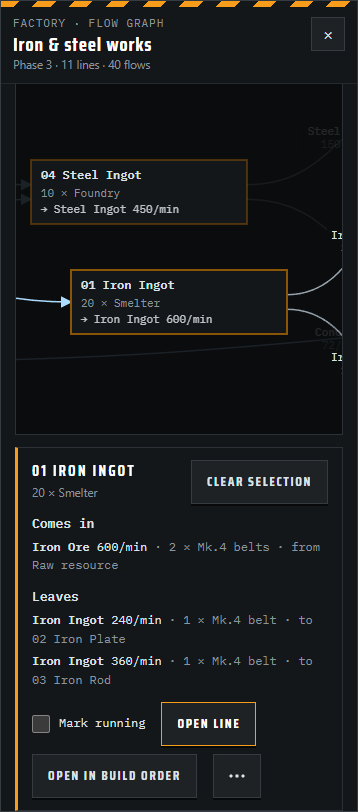 FACTORY · FLOW GRAPH
Iron & steel works
Phase 3 · 11 lines · 40 flows
×
Steel
04 Steel Ingot
10 × Foundry
→ Steel Ingot 450/min
01 Iron Ingot
20 × Smelter
→ Iron Ingot 600/min
01 IRON INGOT
20 × Smelter
CLEAR SELECTION
Comes in
Iron Ore 600/min · 2 × Mk.4 belts · from
Raw resource
Leaves
Iron Ingot 240/min · 1 × Mk.4 belt · to
02 Iron Plate
Iron Ingot 360/min · 1 × Mk.4 belt · to
03 Iron Rod
Mark running
OPEN LINE
OPEN IN BUILD ORDER
•••